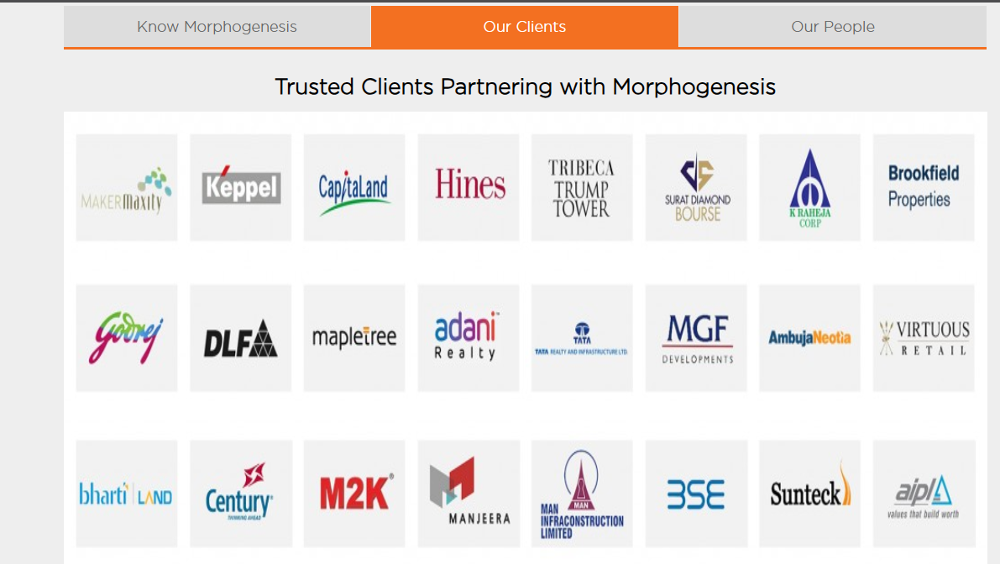 Know Morphogenesis
Our Clients
Our People
Trusted Clients Partnering with Morphogenesis
MAKERmaxity
Keppel
CapitaLand
Hines
TRIBECA
TRUMP
TOWER
SURAT DIAMOND
BOURSE
K RAHEJA
CORP
Brookfield
Properties
Godrej
DLF
mapletree
adani™
Realty
TATA
TATA REALTY AND INFRASTRUCTURE LTD.
MGF
DEVELOPMENTS
AmbujaNeotia
VIRTUOUS
RETAIL
bharti LAND
Century®
THINKING AHEAD
M2K®
MANJEERA
MAN
MAN
INFRACONSTRUCTION
LIMITED
BSE
Sunteck
aipl
values that build worth